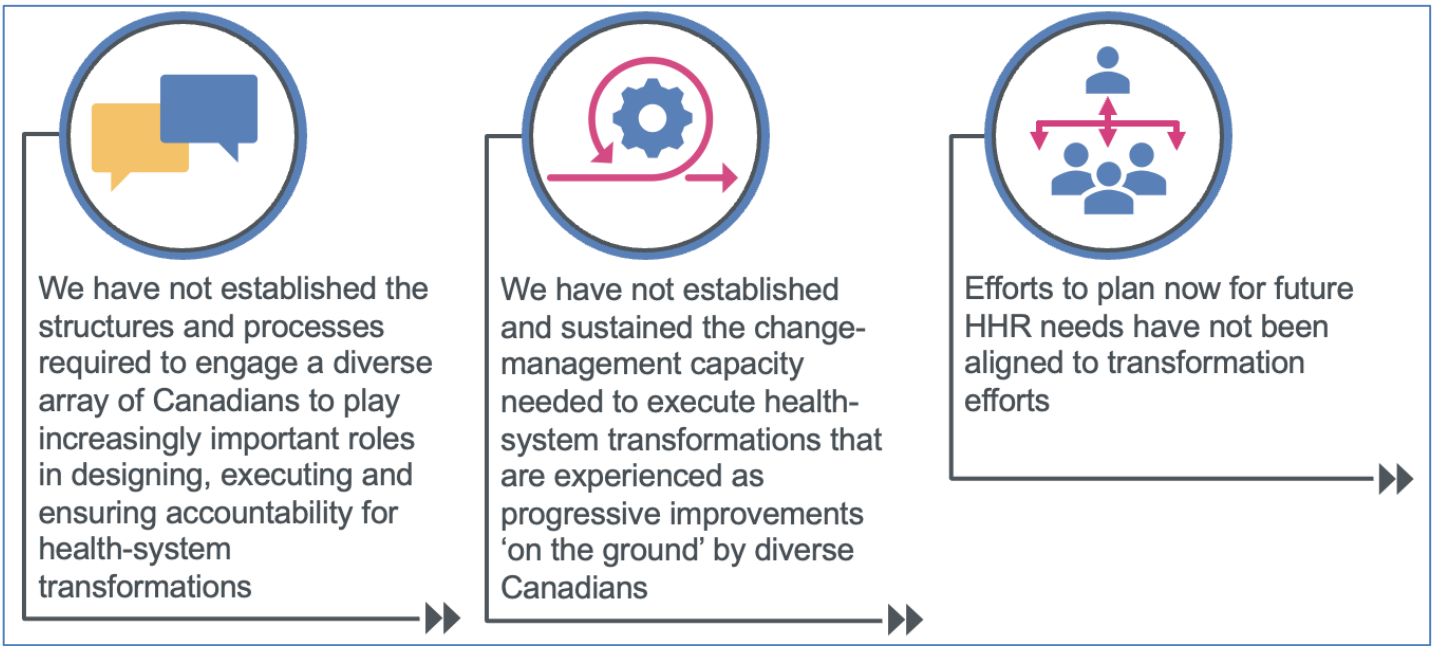 We have not established the
structures and processes
required to engage a diverse
array of Canadians to play
increasingly important roles
in designing, executing and
ensuring accountability for
health-system
transformations
We have not established
and sustained the change-
management capacity
needed to execute health-
system transformations that
are experienced as
progressive improvements
‘on the ground’ by diverse
Canadians
Efforts to plan now for future
HHR needs have not been
aligned to transformation
efforts